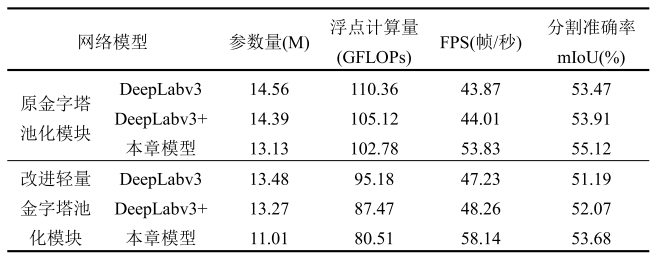 网络模型 参数量(M) 浮点计算量(GFLOPs) FPS(帧/秒) 分割准确率mIoU(%)
原金字塔池化模块 DeepLabv3 14.56 110.36 43.87 53.47
DeepLabv3+ 14.39 105.12 44.01 53.91
本章模型 13.13 102.78 53.83 55.12
改进轻量金字塔池化模块 DeepLabv3 13.48 95.18 47.23 51.19
DeepLabv3+ 13.27 87.47 48.26 52.07
本章模型 11.01 80.51 58.14 53.68